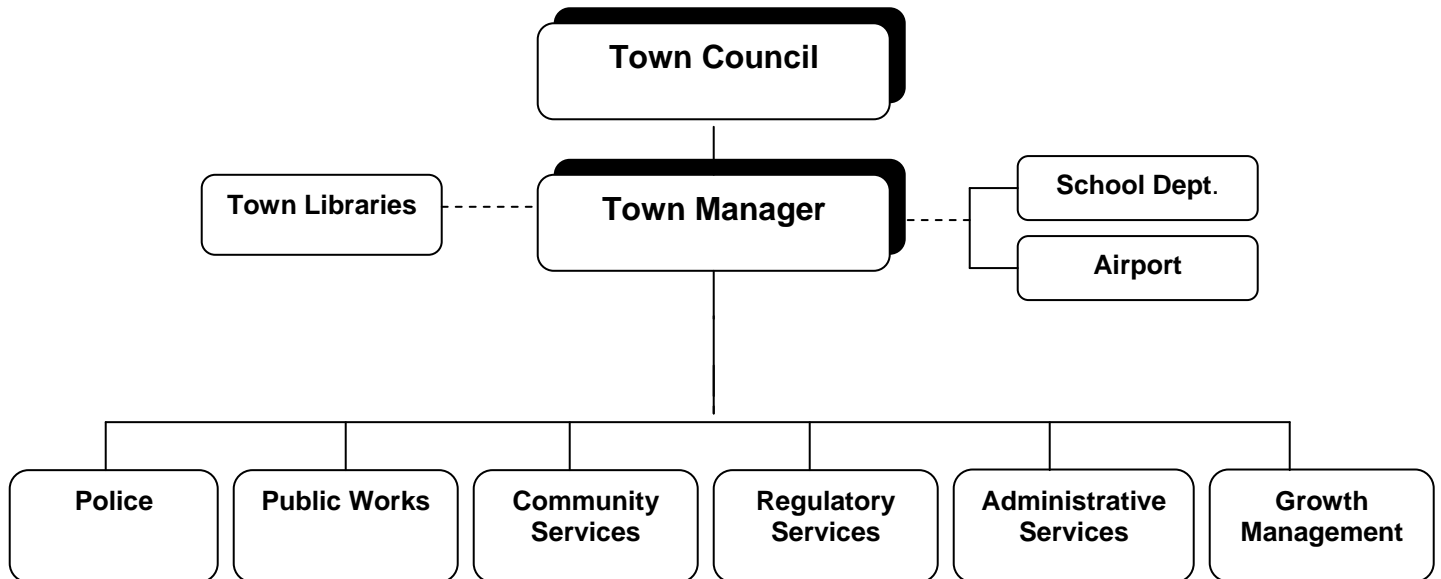 Town Council
Town Libraries
Town Manager
School Dept.
Airport
Police
Public Works
Community
Services
Regulatory
Services
Administrative
Services
Growth
Management